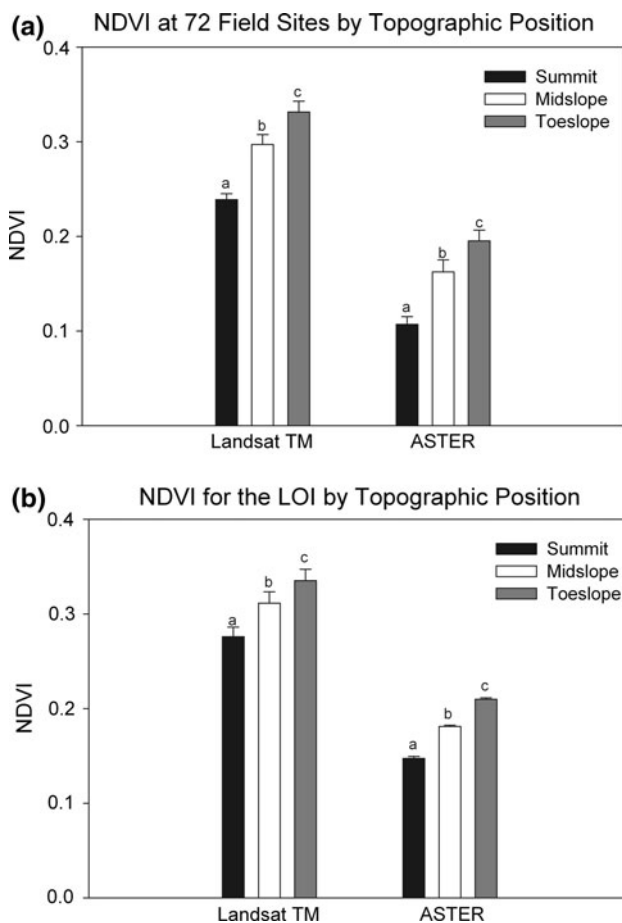 (a) NDVI at 72 Field Sites by Topographic Position
0.4
0.3
0.2
0.1
0.0
NDVI
Summit
Midslope
Toeslope
a
b
c
a
b
c
Landsat TM
ASTER
(b) NDVI for the LOI by Topographic Position
0.4
0.3
0.2
0.1
0.0
NDVI
Summit
Midslope
Toeslope
a
b
c
a
b
c
Landsat TM
ASTER